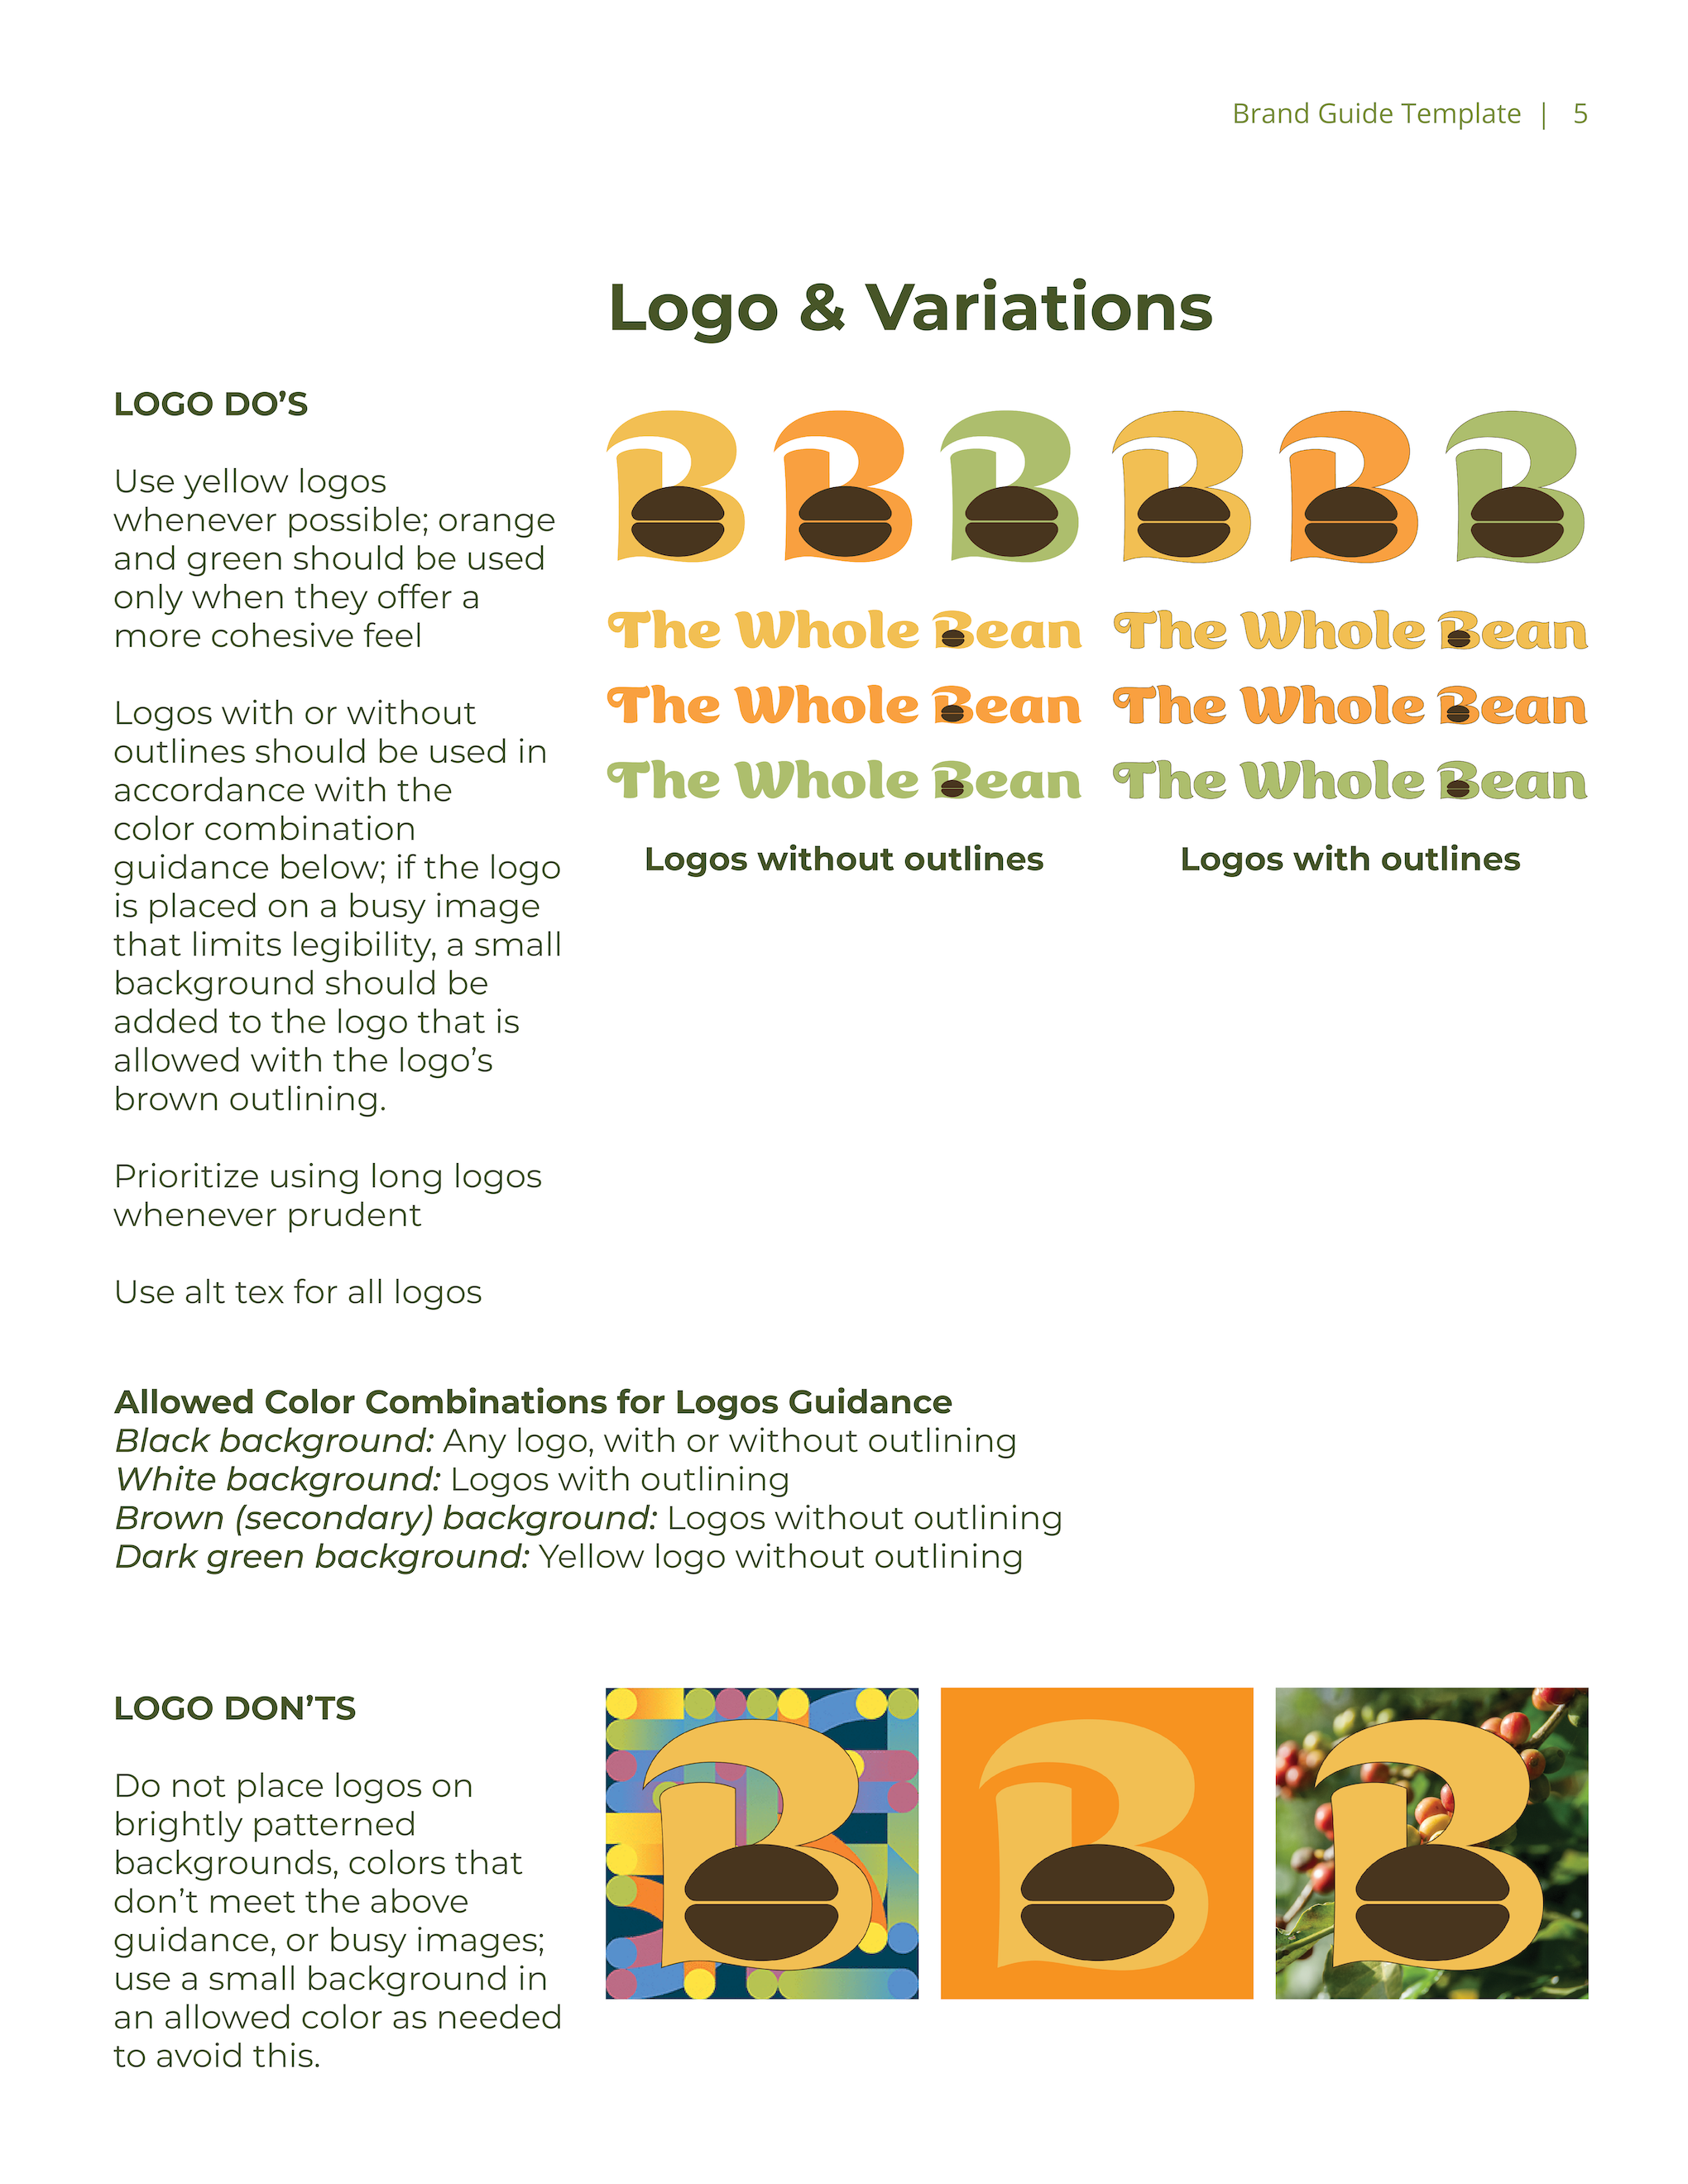 Brand Guide Template | 5
Logo & Variations
LOGO DO’S
Use yellow logos
whenever possible; orange
and green should be used
only when they offer a
more cohesive feel
Logos with or without
outlines should be used in
accordance with the
color combination
guidance below; if the logo
is placed on a busy image
that limits legibility, a small
background should be
added to the logo that is
allowed with the logo’s
brown outlining.
Prioritize using long logos
whenever prudent
Use alt tex for all logos
B B B B B B
The Whole Bean The Whole Bean
The Whole Bean The Whole Bean
The Whole Bean The Whole Bean
Logos without outlines Logos with outlines
Allowed Color Combinations for Logos Guidance
Black background: Any logo, with or without outlining
White background: Logos with outlining
Brown (secondary) background: Logos without outlining
Dark green background: Yellow logo without outlining
LOGO DON’TS
Do not place logos on
brightly patterned
backgrounds, colors that
don’t meet the above
guidance, or busy images;
use a small background in
an allowed color as needed
to avoid this.
B B B